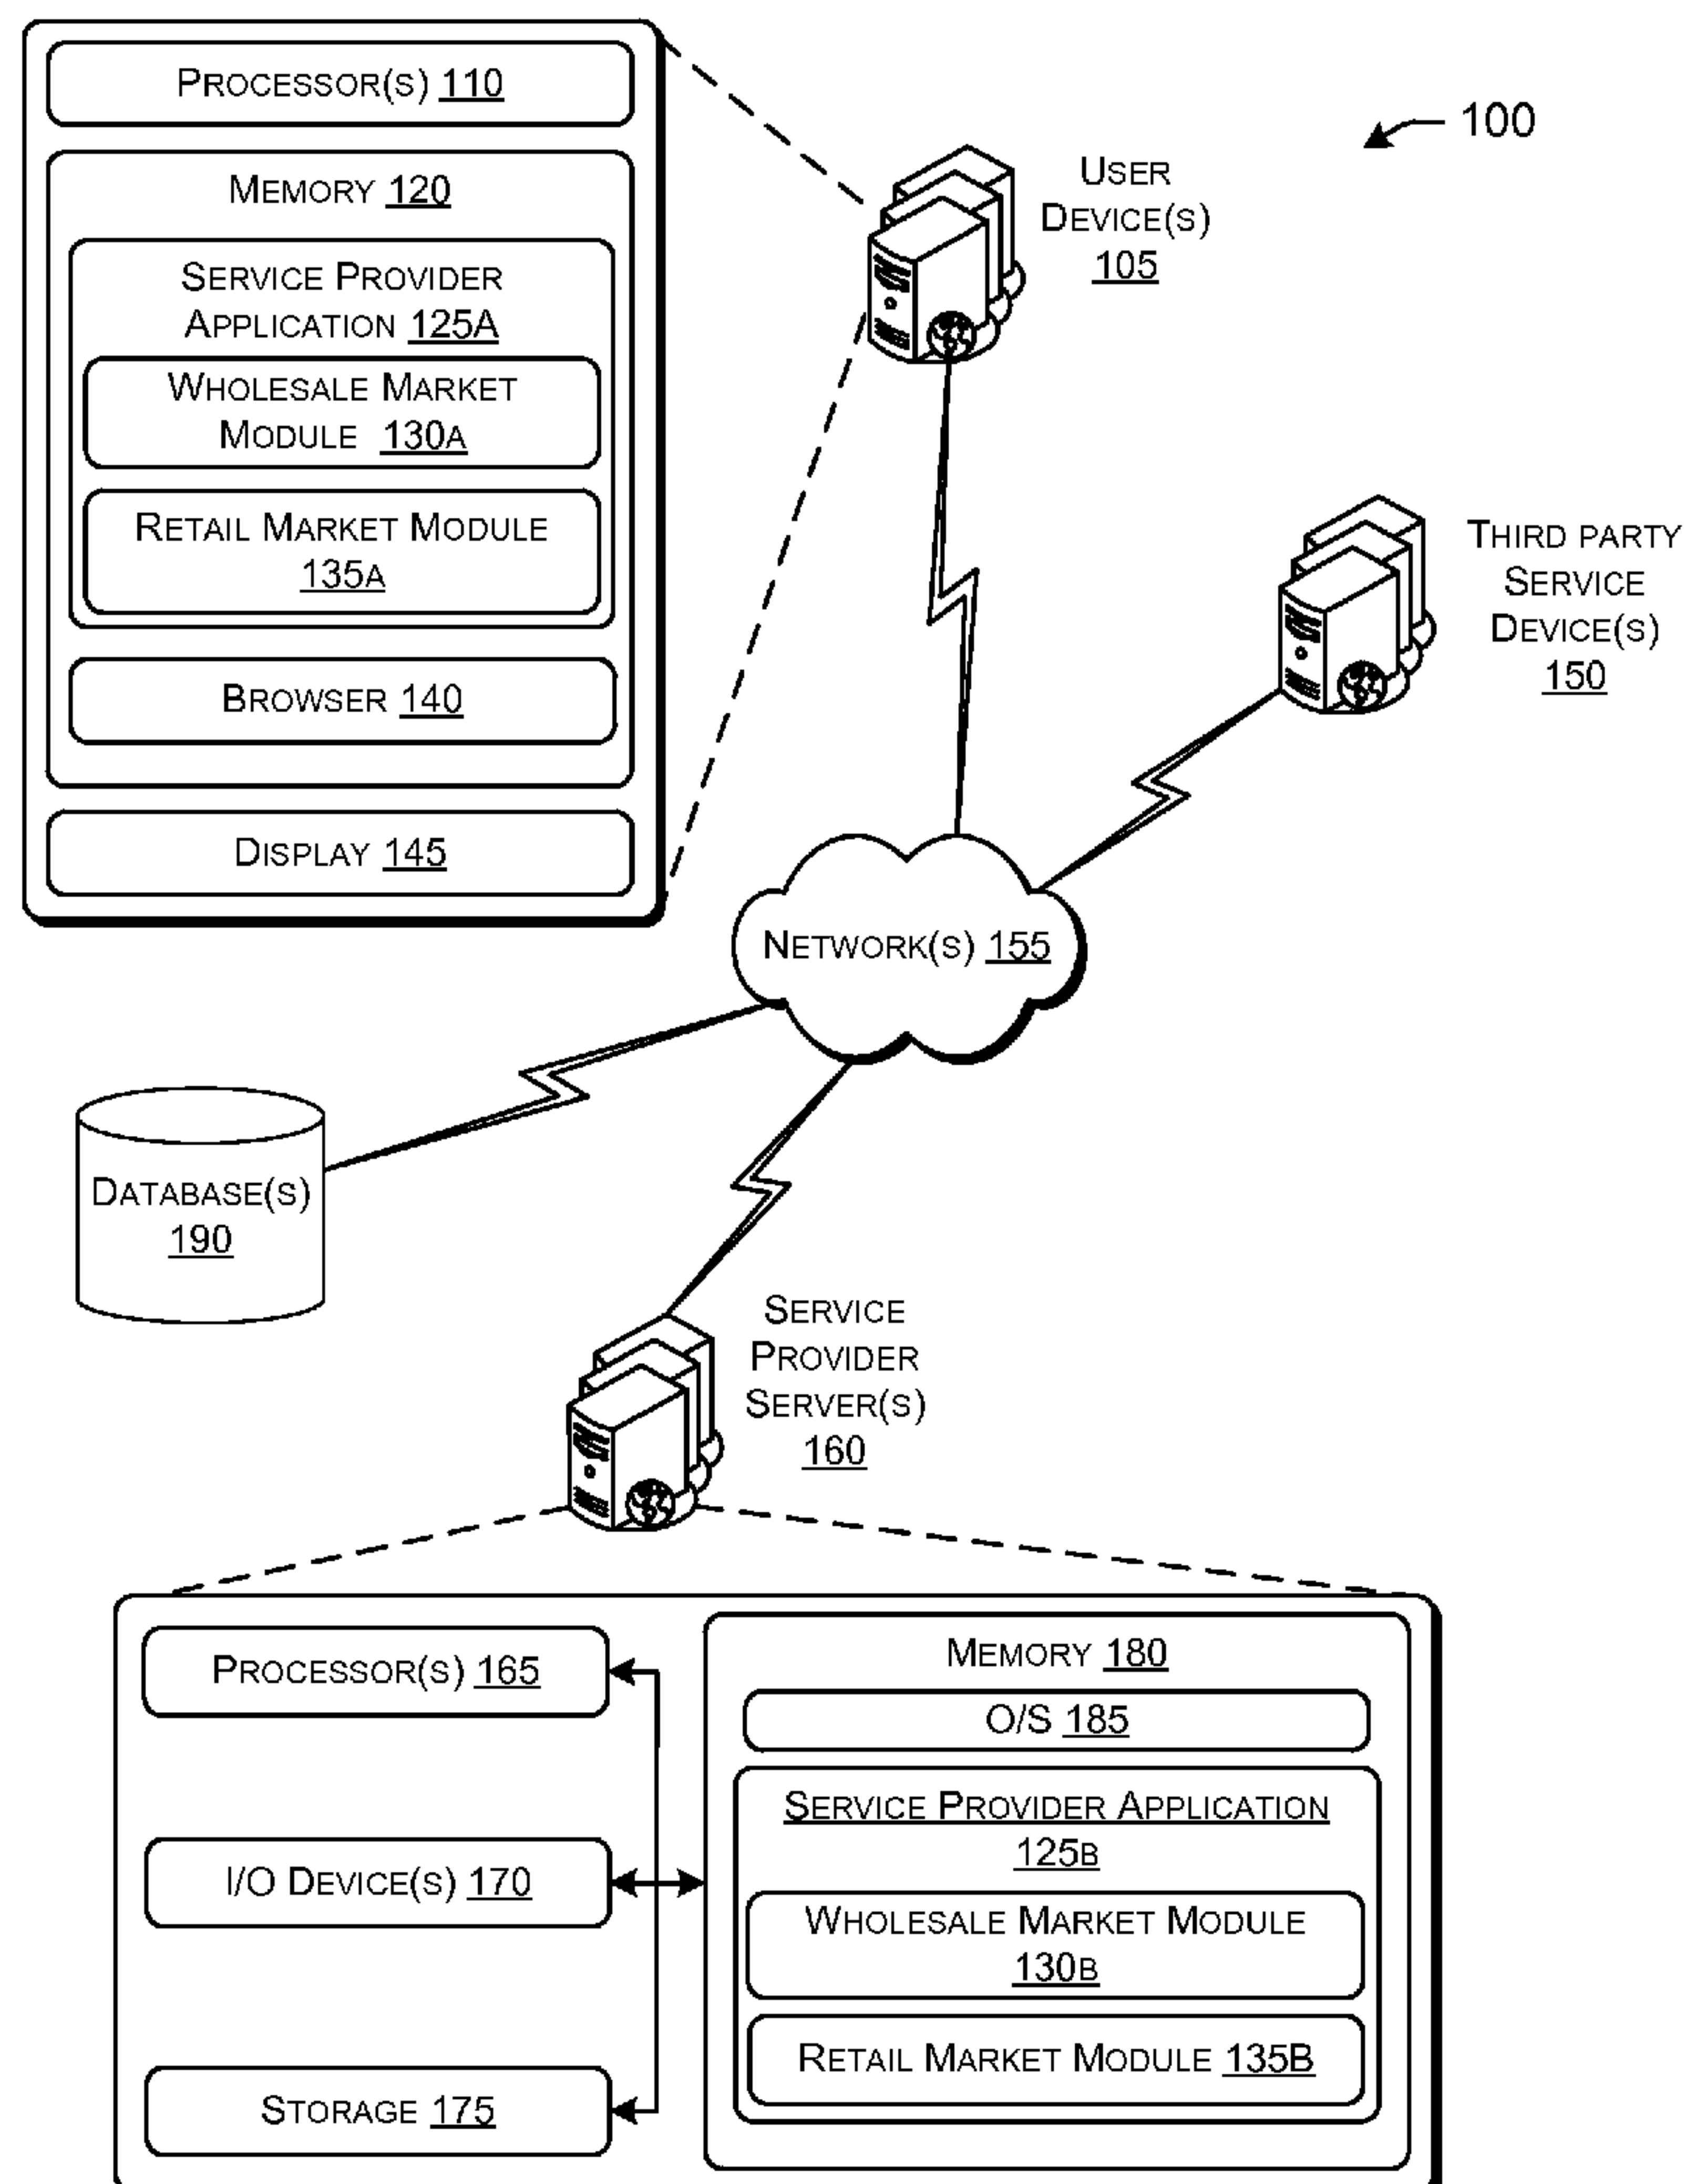 PROCESSOR(S) 110
MEMORY 120
SERVICE PROVIDER
APPLICATION 125A
WHOLESALE MARKET
MODULE 130A
RETAIL MARKET MODULE
135A
BROWSER 140
DISPLAY 145
100
USER
DEVICE(S)
105
THIRD PARTY
SERVICE
DEVICE(S)
150
NETWORK(S) 155
DATABASE(S)
190
SERVICE
PROVIDER
SERVER(S)
160
PROCESSOR(S) 165
I/O DEVICE(S) 170
STORAGE 175
MEMORY 180
O/S 185
SERVICE PROVIDER APPLICATION
125B
WHOLESALE MARKET MODULE
130B
RETAIL MARKET MODULE 135B